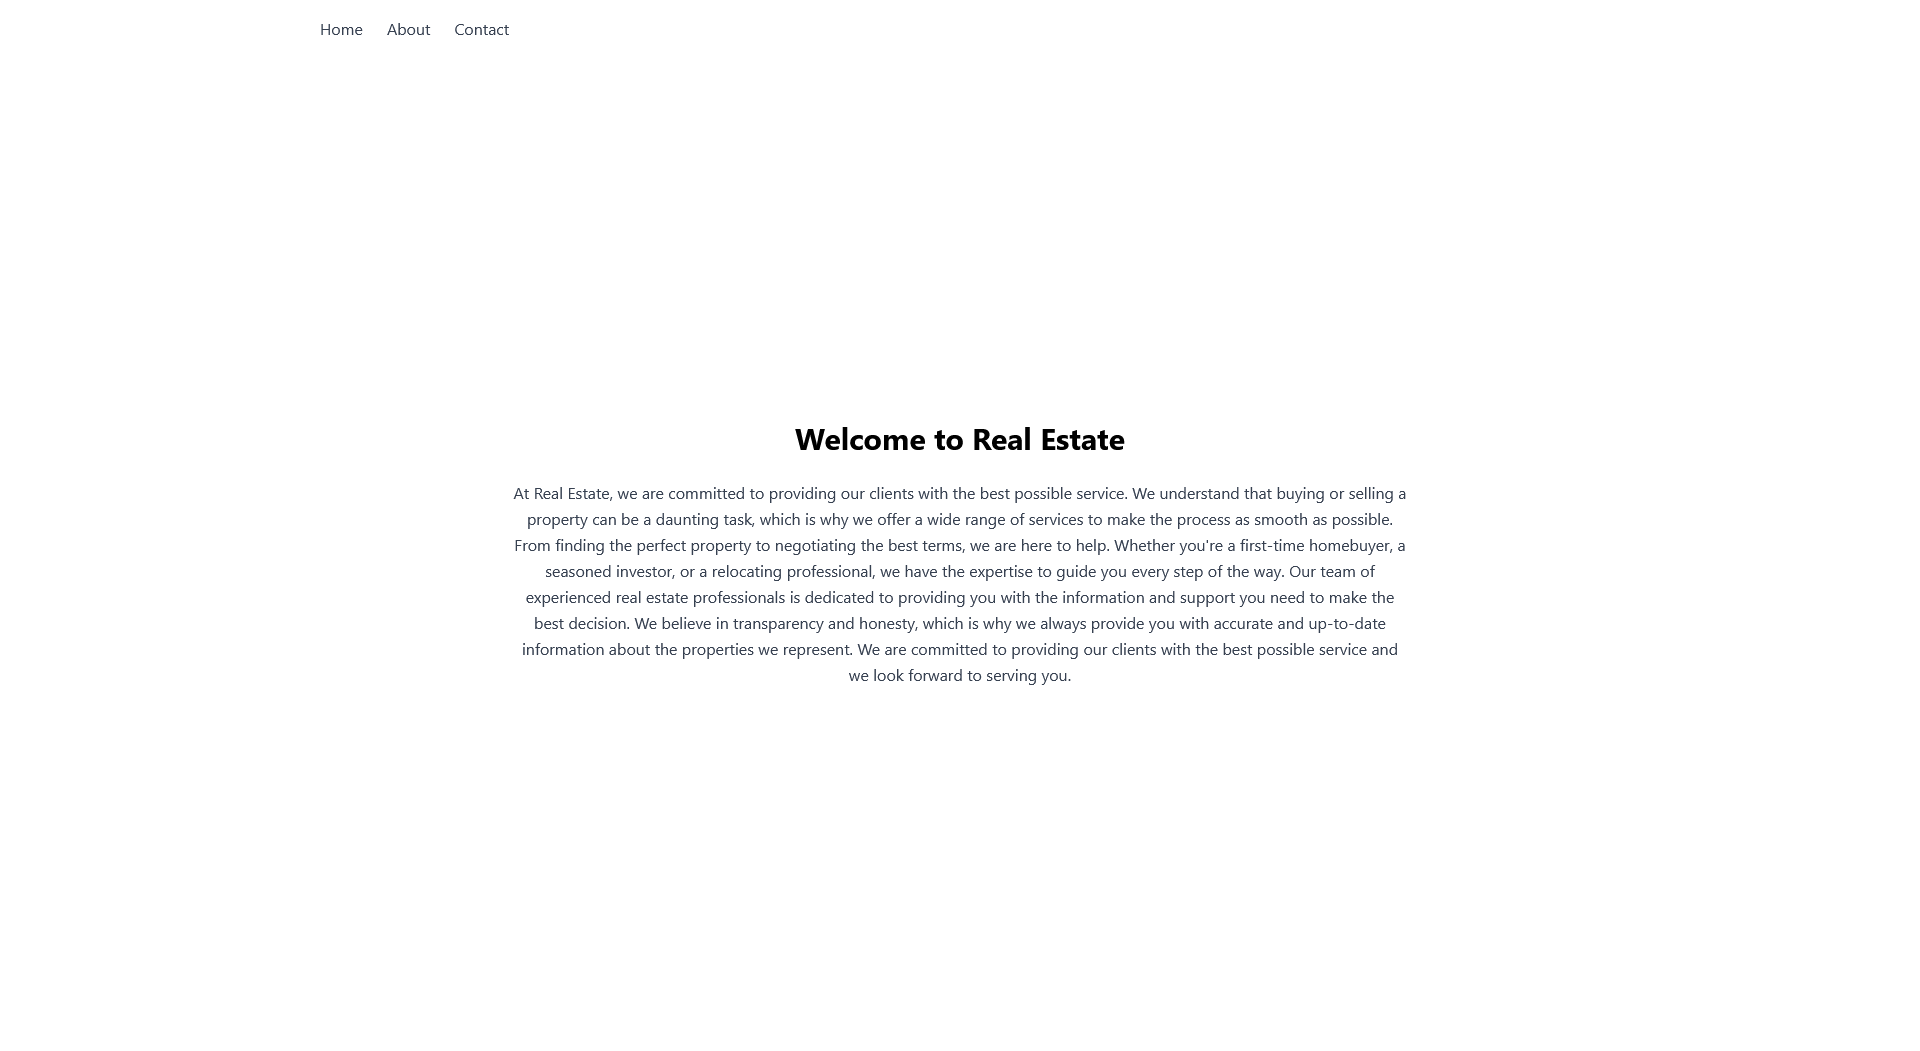 Home About Contact
Welcome to Real Estate
At Real Estate, we are committed to providing our clients with the best possible service. We understand that buying or selling a
property can be a daunting task, which is why we offer a wide range of services to make the process as smooth as possible.
From finding the perfect property to negotiating the best terms, we are here to help. Whether you're a first-time homebuyer, a
seasoned investor, or a relocating professional, we have the expertise to guide you every step of the way. Our team of
experienced real estate professionals is dedicated to providing you with the information and support you need to make the
best decision. We believe in transparency and honesty, which is why we always provide you with accurate and up-to-date
information about the properties we represent. We are committed to providing our clients with the best possible service and
we look forward to serving you.